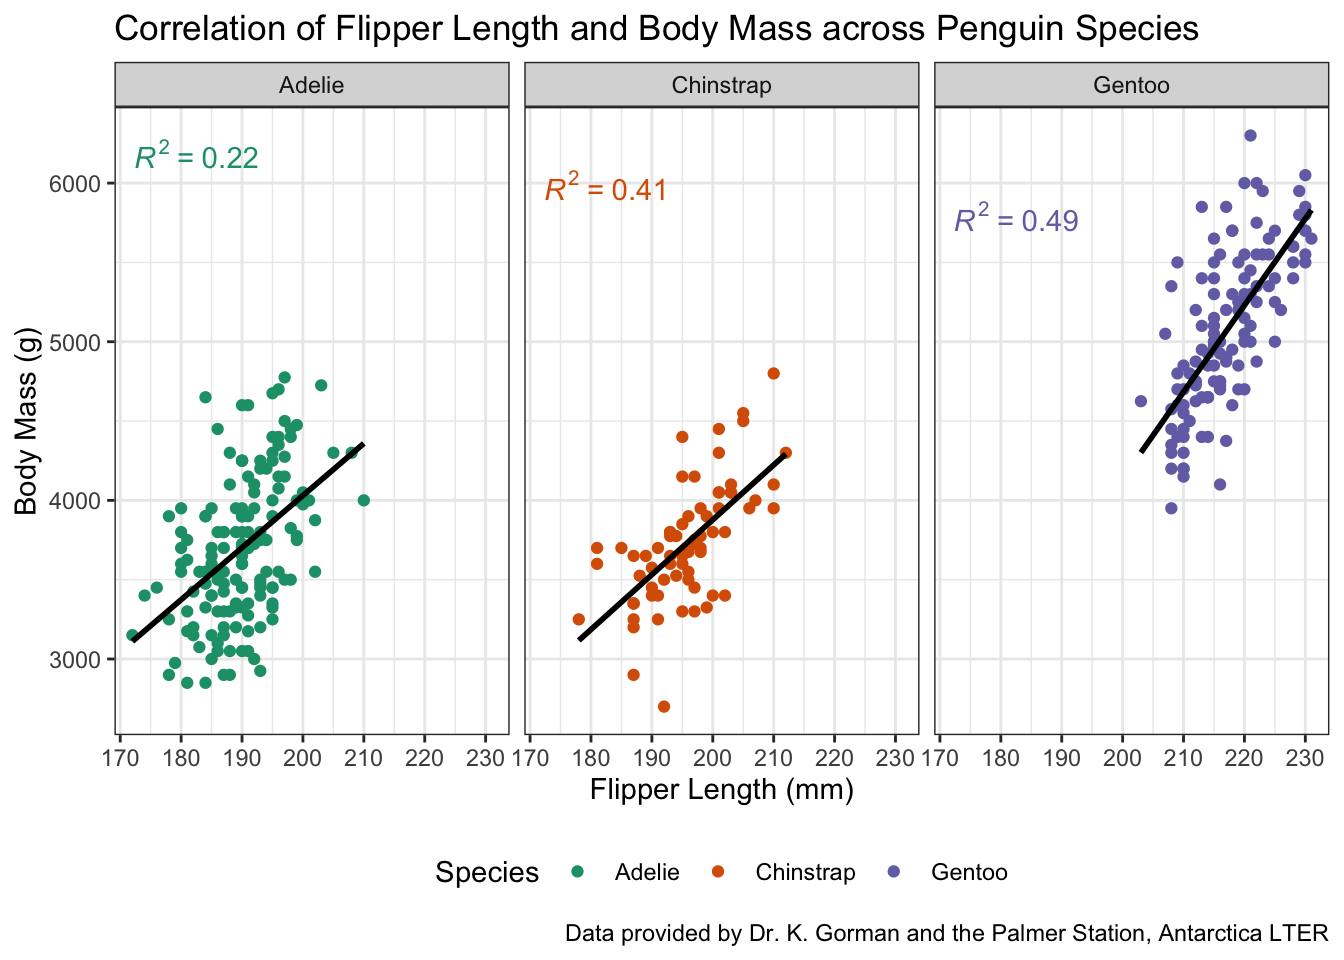 Correlation of Flipper Length and Body Mass across Penguin Species
Adelie
Chinstrap
Gentoo
R² = 0.22
R² = 0.41
R² = 0.49
6000
5000
4000
3000
Body Mass (g)
170 180 190 200 210 220 230
170 180 190 200 210 220 230
170 180 190 200 210 220 230
Flipper Length (mm)
Species Adelie Chinstrap Gentoo
Data provided by Dr. K. Gorman and the Palmer Station, Antarctica LTER